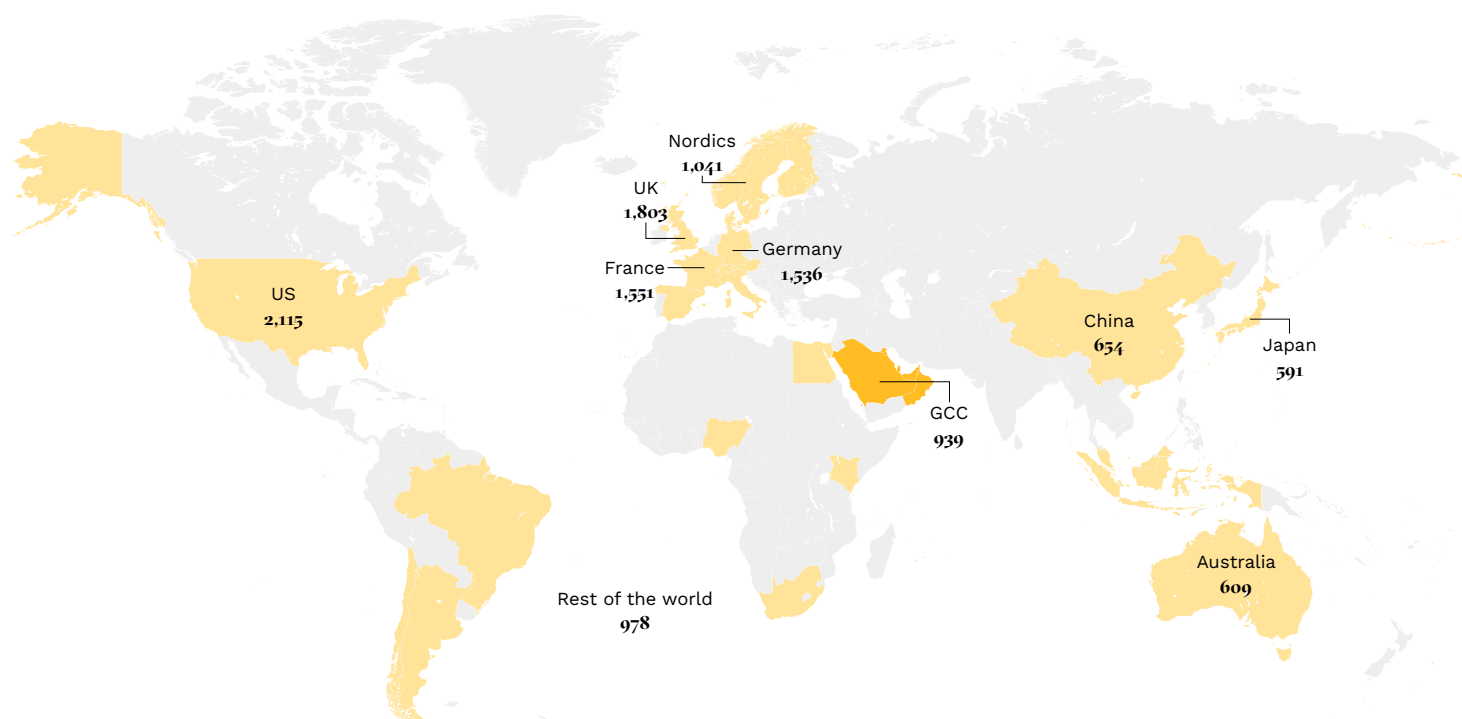 Nordics
1,041
UK
1,803
Germany
1,536
France
1,551
US
2,115
China
654
Japan
591
GCC
939
Australia
609
Rest of the world
978